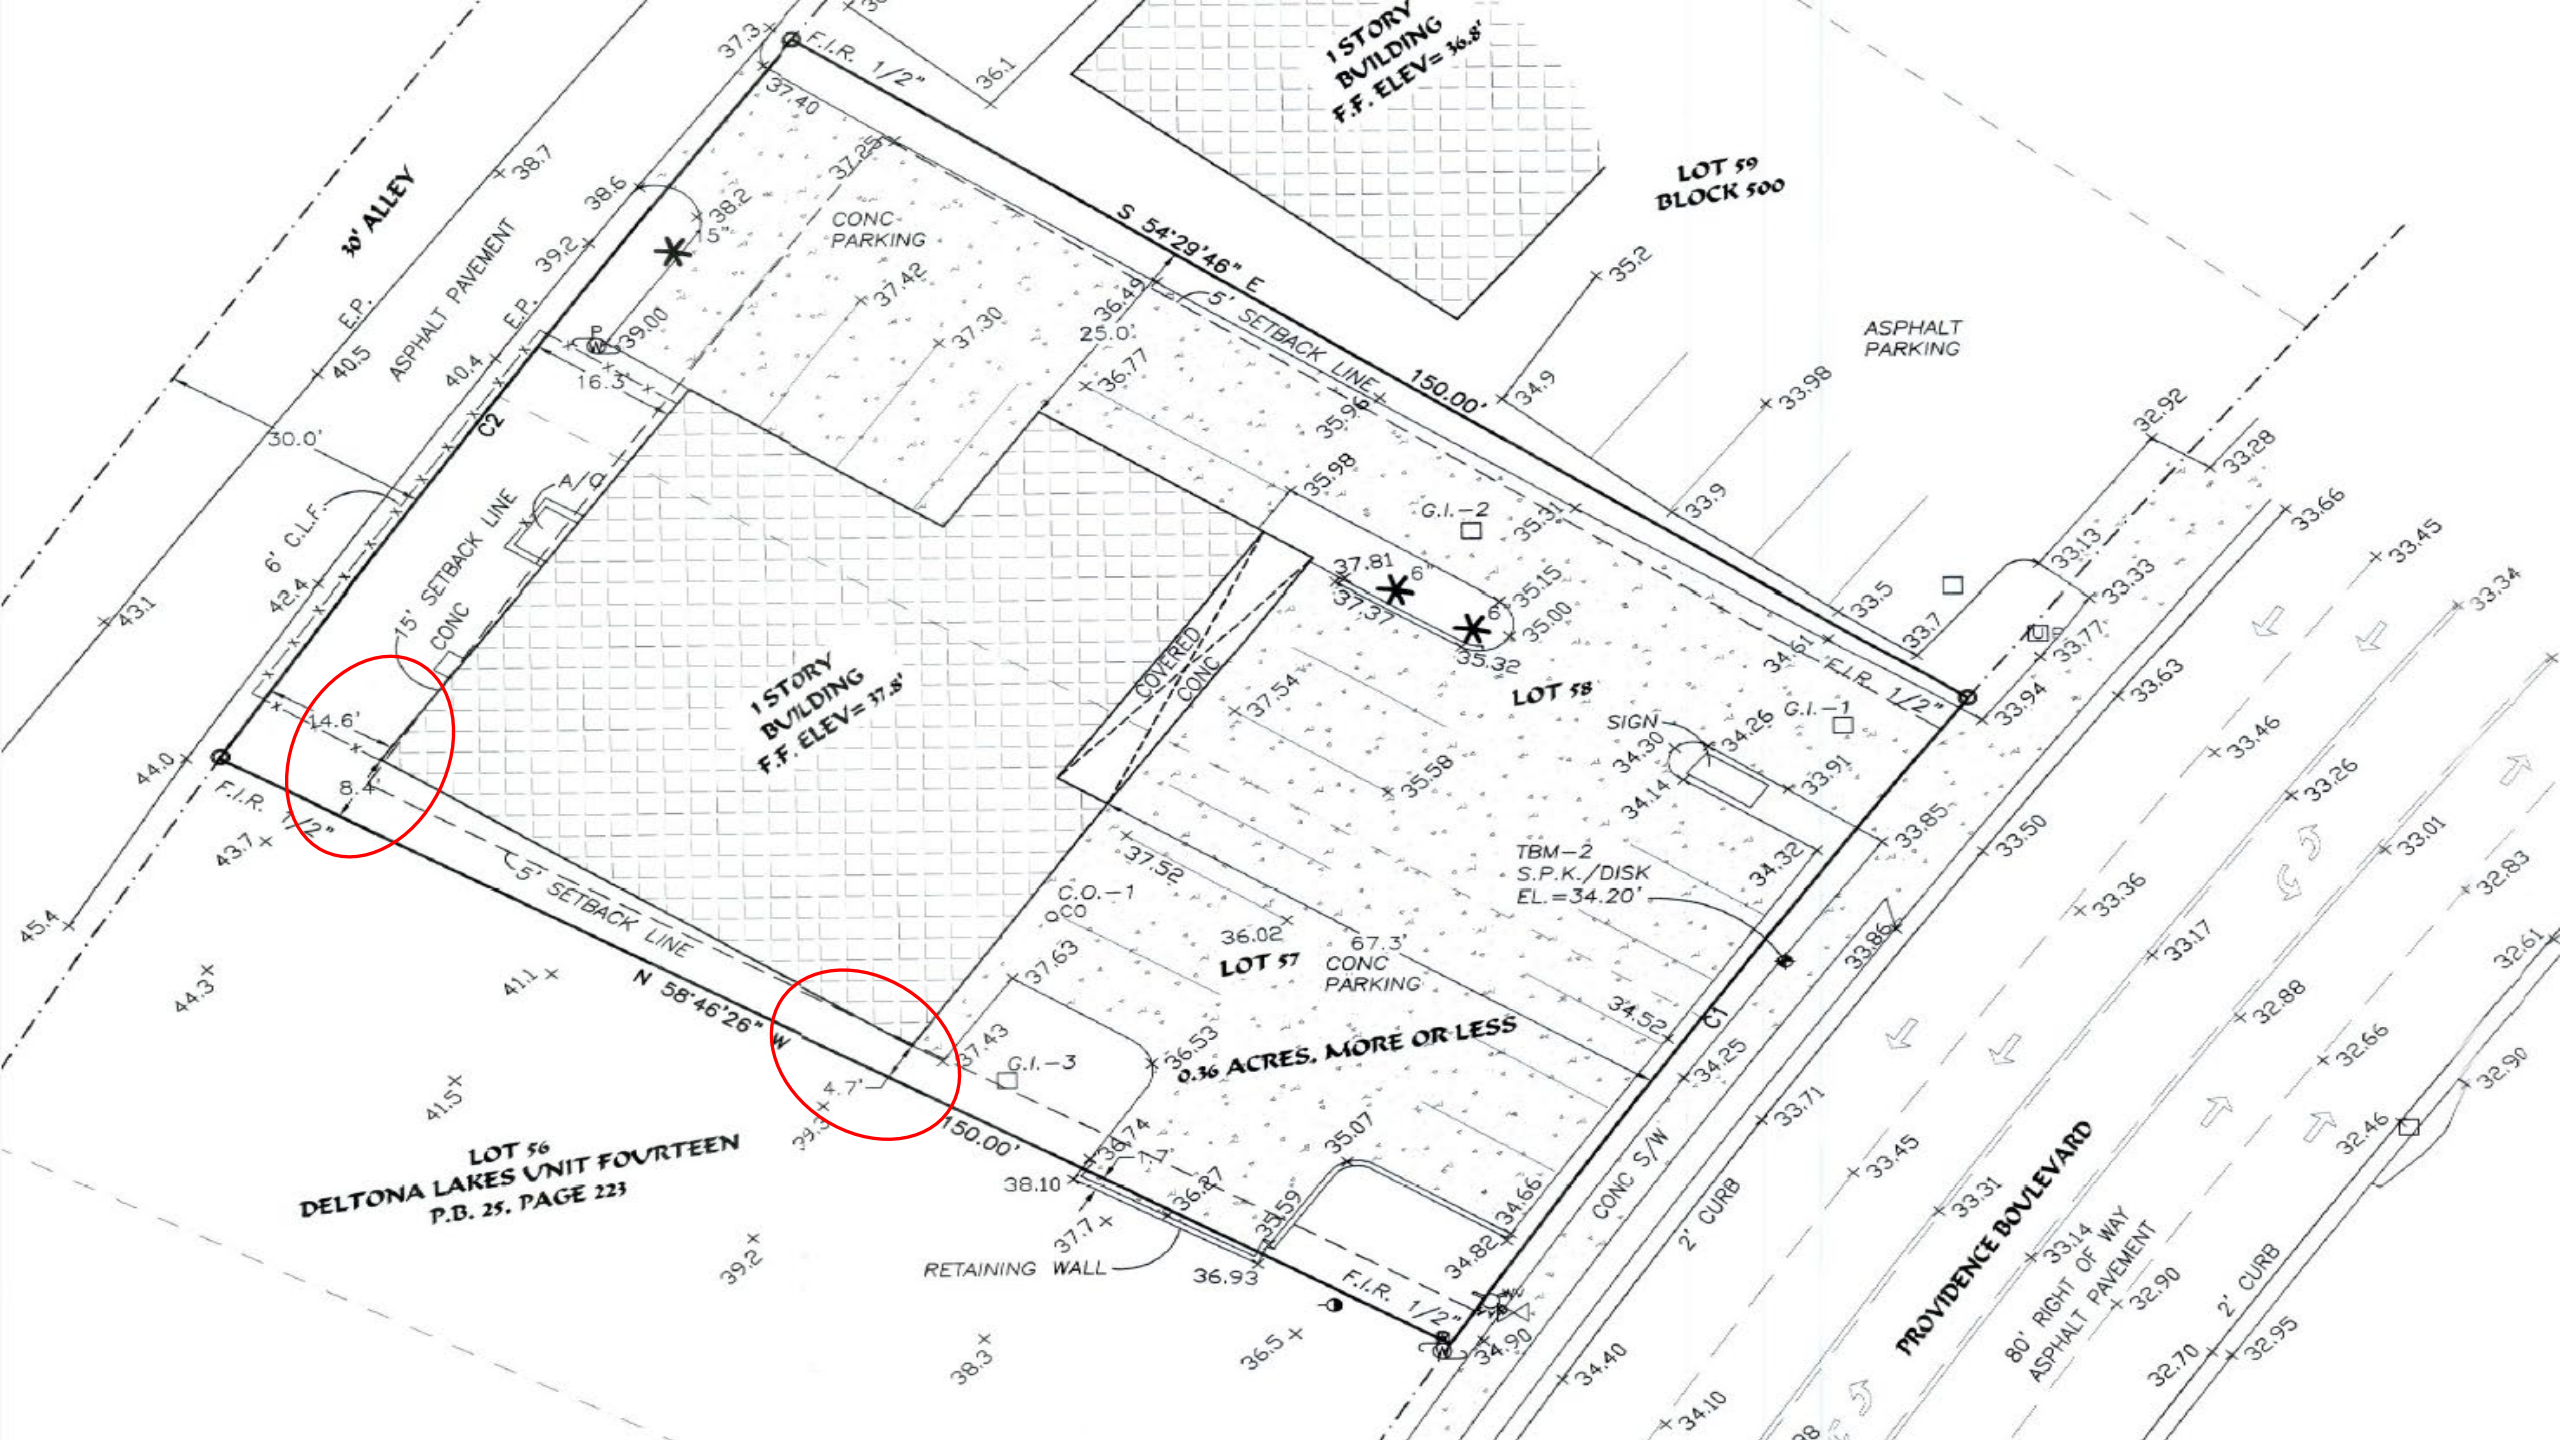 37.3
F.I.R. 1/2"
36.1
1 STORY
BUILDING
F.F. ELEV= 36.8'
LOT 59
BLOCK 500
30' ALLEY
ASPHALT PAVEMENT
E.P.
E.P.
38.7
38.6
39.2
40.5
40.4
37.40
37.25
38.2
15"
CONC
PARKING
39.00
16.3'
37.42
37.30
36.49
25.0'
36.77
S 54°29'46" E
150.00'
5' SETBACK LINE
35.2
34.9
33.98
33.9
ASPHALT
PARKING
32.92
33.28
33.66
33.45
33.34
30.0'
C2
6' C.L.F.
42.4
43.1
44.0
15' SETBACK LINE
A/C
CONC
35.96
35.98
G.I.-2
35.31
37.81
6"
37.37
6"
35.15
35.00
35.32
33.13
33.33
33.77
33.5
33.7
34.61
F.I.R. 1/2"
33.94
33.63
33.46
33.26
33.01
32.83
32.61
COVERED
CONC
1 STORY
BUILDING
F.F. ELEV= 37.8'
LOT 58
37.54
35.58
SIGN
34.30
34.26
G.I.-1
34.14
33.91
33.85
33.50
33.36
33.17
32.88
32.66
32.90
14.6'
8.4'
F.I.R. 1/2"
43.7
45.4
44.3
41.1
41.5
5' SETBACK LINE
N 58°46'26" W
150.00'
TBM-2
S.P.K./DISK
EL.=34.20'
34.32
33.86
37.52
C.O.-1
CO
36.02
67.3'
LOT 57
CONC
PARKING
37.63
37.43
G.I.-3
36.53
0.36 ACRES, MORE OR LESS
34.52
C1
34.25
33.71
33.45
33.31
33.14
32.90
32.46
4.7'
39.3
LOT 56
DELTONA LAKES UNIT FOURTEEN
P.B. 25, PAGE 223
36.74
1.7'
38.10
37.7
36.27
35.59
35.07
34.66
34.82
RETAINING WALL
36.93
F.I.R. 1/2"
39.2
38.3
36.5
34.90
34.40
34.10
CONC S/W
2' CURB
PROVIDENCE BOULEVARD
80' RIGHT OF WAY
ASPHALT PAVEMENT
2' CURB
32.70
32.95